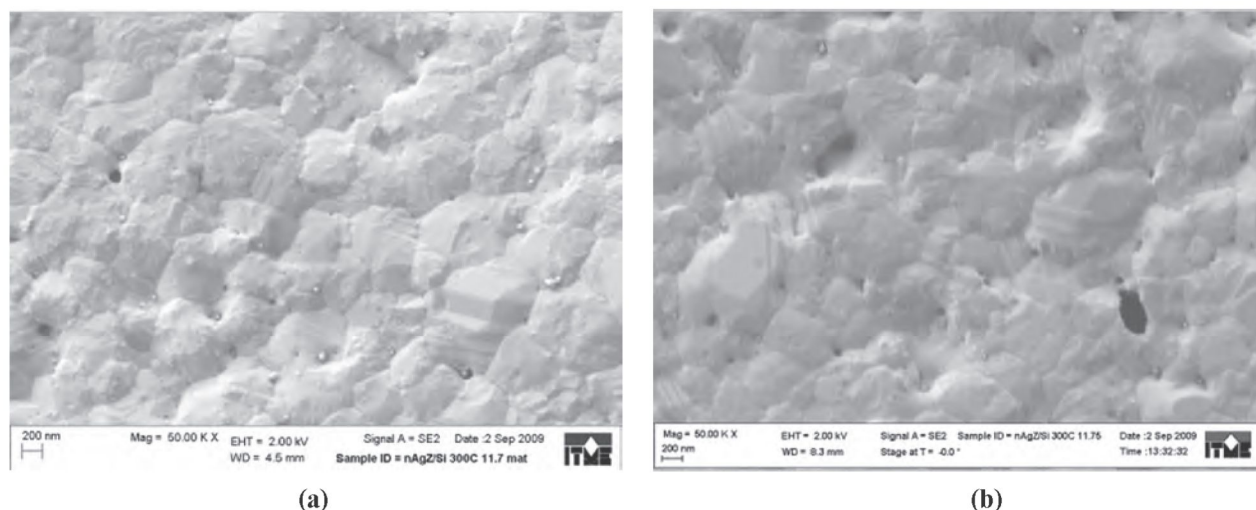 200 nm
Mag = 50.00 K X
EHT = 2.00 kV
WD = 4.5 mm
Signal A = SE2
Date :2 Sep 2009
Sample ID = nAgZ/Si 300C 11.7 mat
ITME
(a)
Mag = 50.00 K X
200 nm
EHT = 2.00 kV
WD = 8.3 mm
Signal A = SE2
Stage at T = -0.0 °
Sample ID = nAgZ/Si 300C 11.75
Date :2 Sep 2009
Time :13:32:32
ITME
(b)